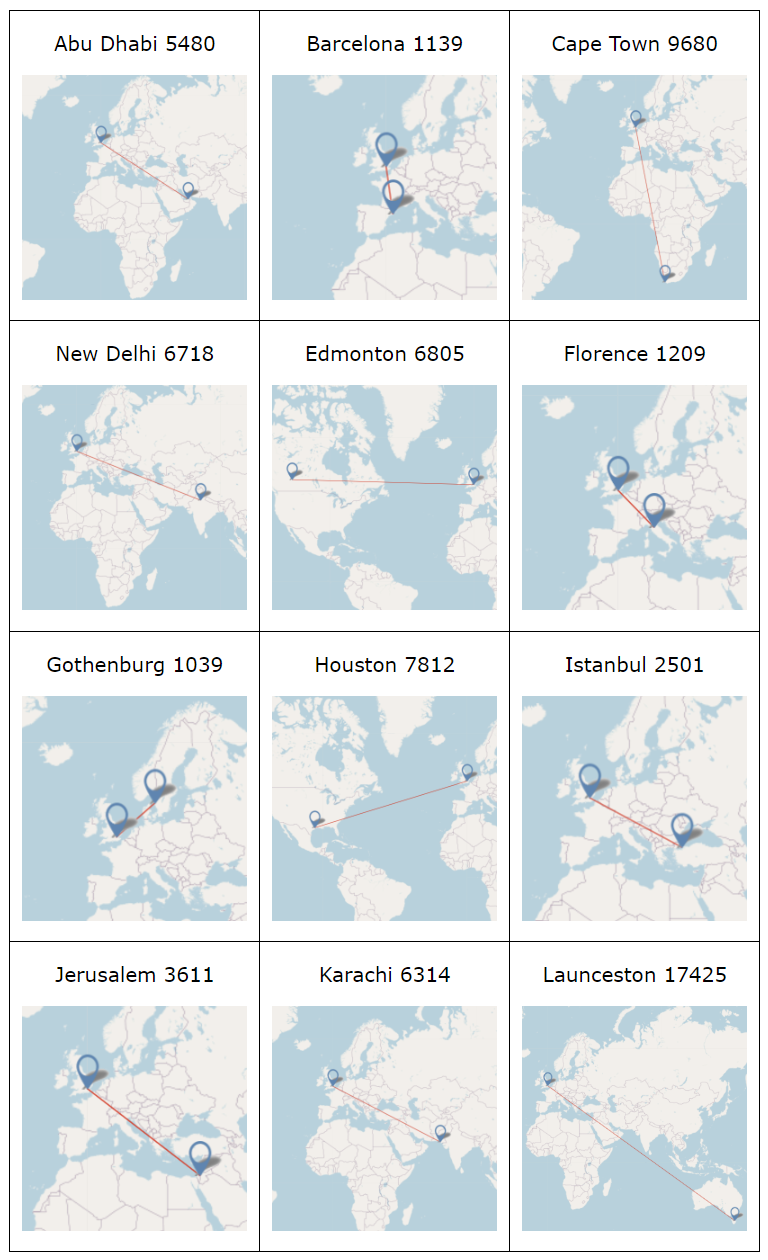 Abu Dhabi 5480
Barcelona 1139
Cape Town 9680
New Delhi 6718
Edmonton 6805
Florence 1209
Gothenburg 1039
Houston 7812
Istanbul 2501
Jerusalem 3611
Karachi 6314
Launceston 17425